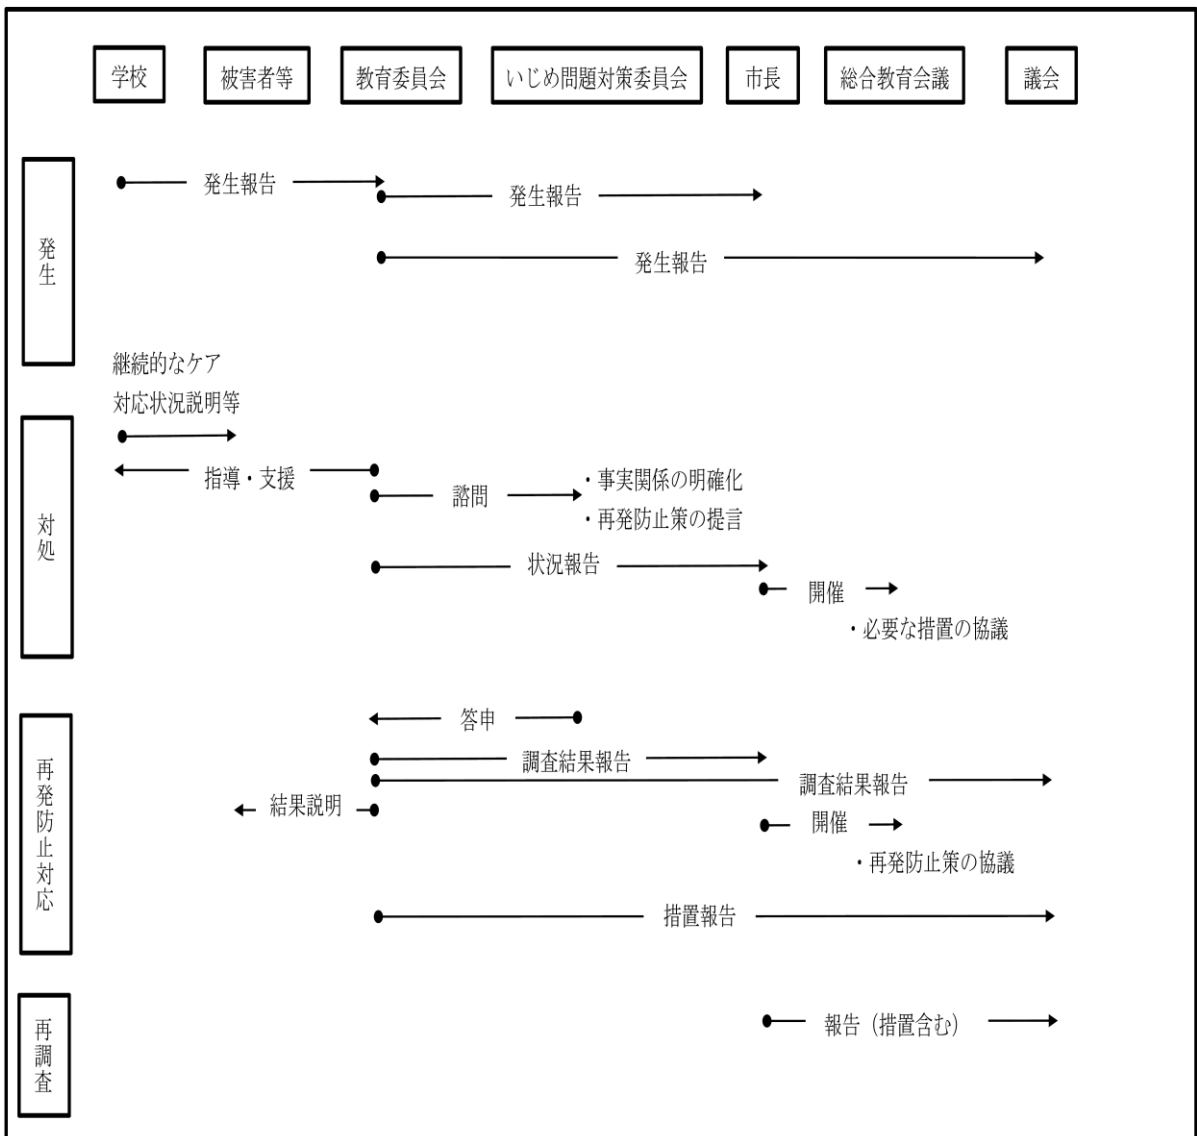 学校
被害者等
教育委員会
いじめ問題対策委員会
市長
総合教育会議
議会
発生
発生報告
発生報告
発生報告
対処
継続的なケア
対応状況説明等
指導・支援
諮問
・事実関係の明確化
・再発防止策の提言
状況報告
開催
・必要な措置の協議
再発防止対応
答申
調査結果報告
調査結果報告
結果説明
開催
・再発防止策の協議
措置報告
再調査
報告（措置含む）